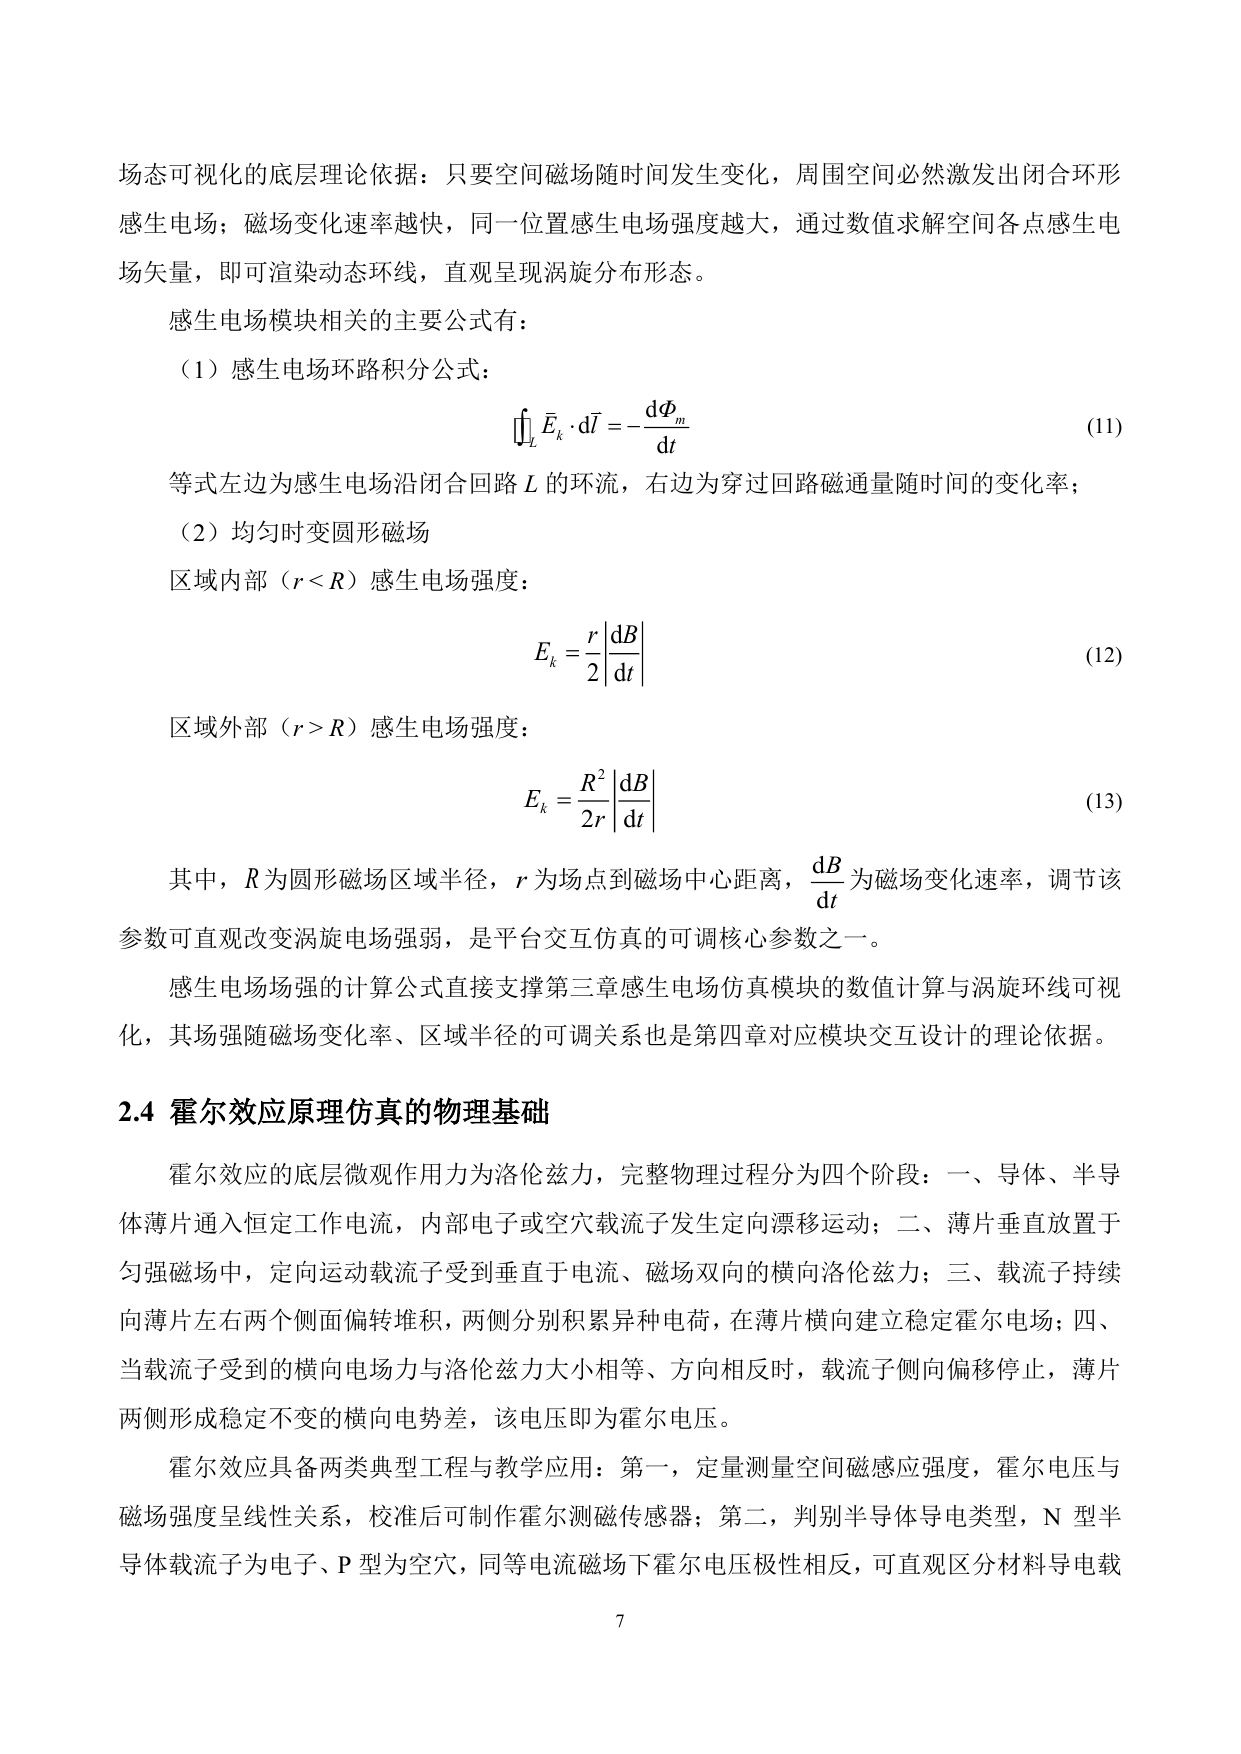 场态可视化的底层理论依据：只要空间磁场随时间发生变化，周围空间必然激发出闭合环形
感生电场；磁场变化速率越快，同一位置感生电场强度越大，通过数值求解空间各点感生电
场矢量，即可渲染动态环线，直观呈现涡旋分布形态。
感生电场模块相关的主要公式有：
（1）感生电场环路积分公式：
∮_L Ē_k · dl̄ = − dΦ_m/dt (11)
等式左边为感生电场沿闭合回路 L 的环流，右边为穿过回路磁通量随时间的变化率；
（2）均匀时变圆形磁场
区域内部（r < R）感生电场强度：
E_k = r/2 |dB/dt| (12)
区域外部（r > R）感生电场强度：
E_k = R²/2r |dB/dt| (13)
其中，R为圆形磁场区域半径，r 为场点到磁场中心距离，dB/dt 为磁场变化速率，调节该
参数可直观改变涡旋电场强弱，是平台交互仿真的可调核心参数之一。
感生电场场强的计算公式直接支撑第三章感生电场仿真模块的数值计算与涡旋环线可视
化，其场强随磁场变化率、区域半径的可调关系也是第四章对应模块交互设计的理论依据。
2.4 霍尔效应原理仿真的物理基础
霍尔效应的底层微观作用力为洛伦兹力，完整物理过程分为四个阶段：一、导体、半导
体薄片通入恒定工作电流，内部电子或空穴载流子发生定向漂移运动；二、薄片垂直放置于
匀强磁场中，定向运动载流子受到垂直于电流、磁场双向的横向洛伦兹力；三、载流子持续
向薄片左右两个侧面偏转堆积，两侧分别积累异种电荷，在薄片横向建立稳定霍尔电场；四、
当载流子受到的横向电场力与洛伦兹力大小相等、方向相反时，载流子侧向偏移停止，薄片
两侧形成稳定不变的横向电势差，该电压即为霍尔电压。
霍尔效应具备两类典型工程与教学应用：第一，定量测量空间磁感应强度，霍尔电压与
磁场强度呈线性关系，校准后可制作霍尔测磁传感器；第二，判别半导体导电类型，N 型半
导体载流子为电子、P 型为空穴，同等电流磁场下霍尔电压极性相反，可直观区分材料导电载
7